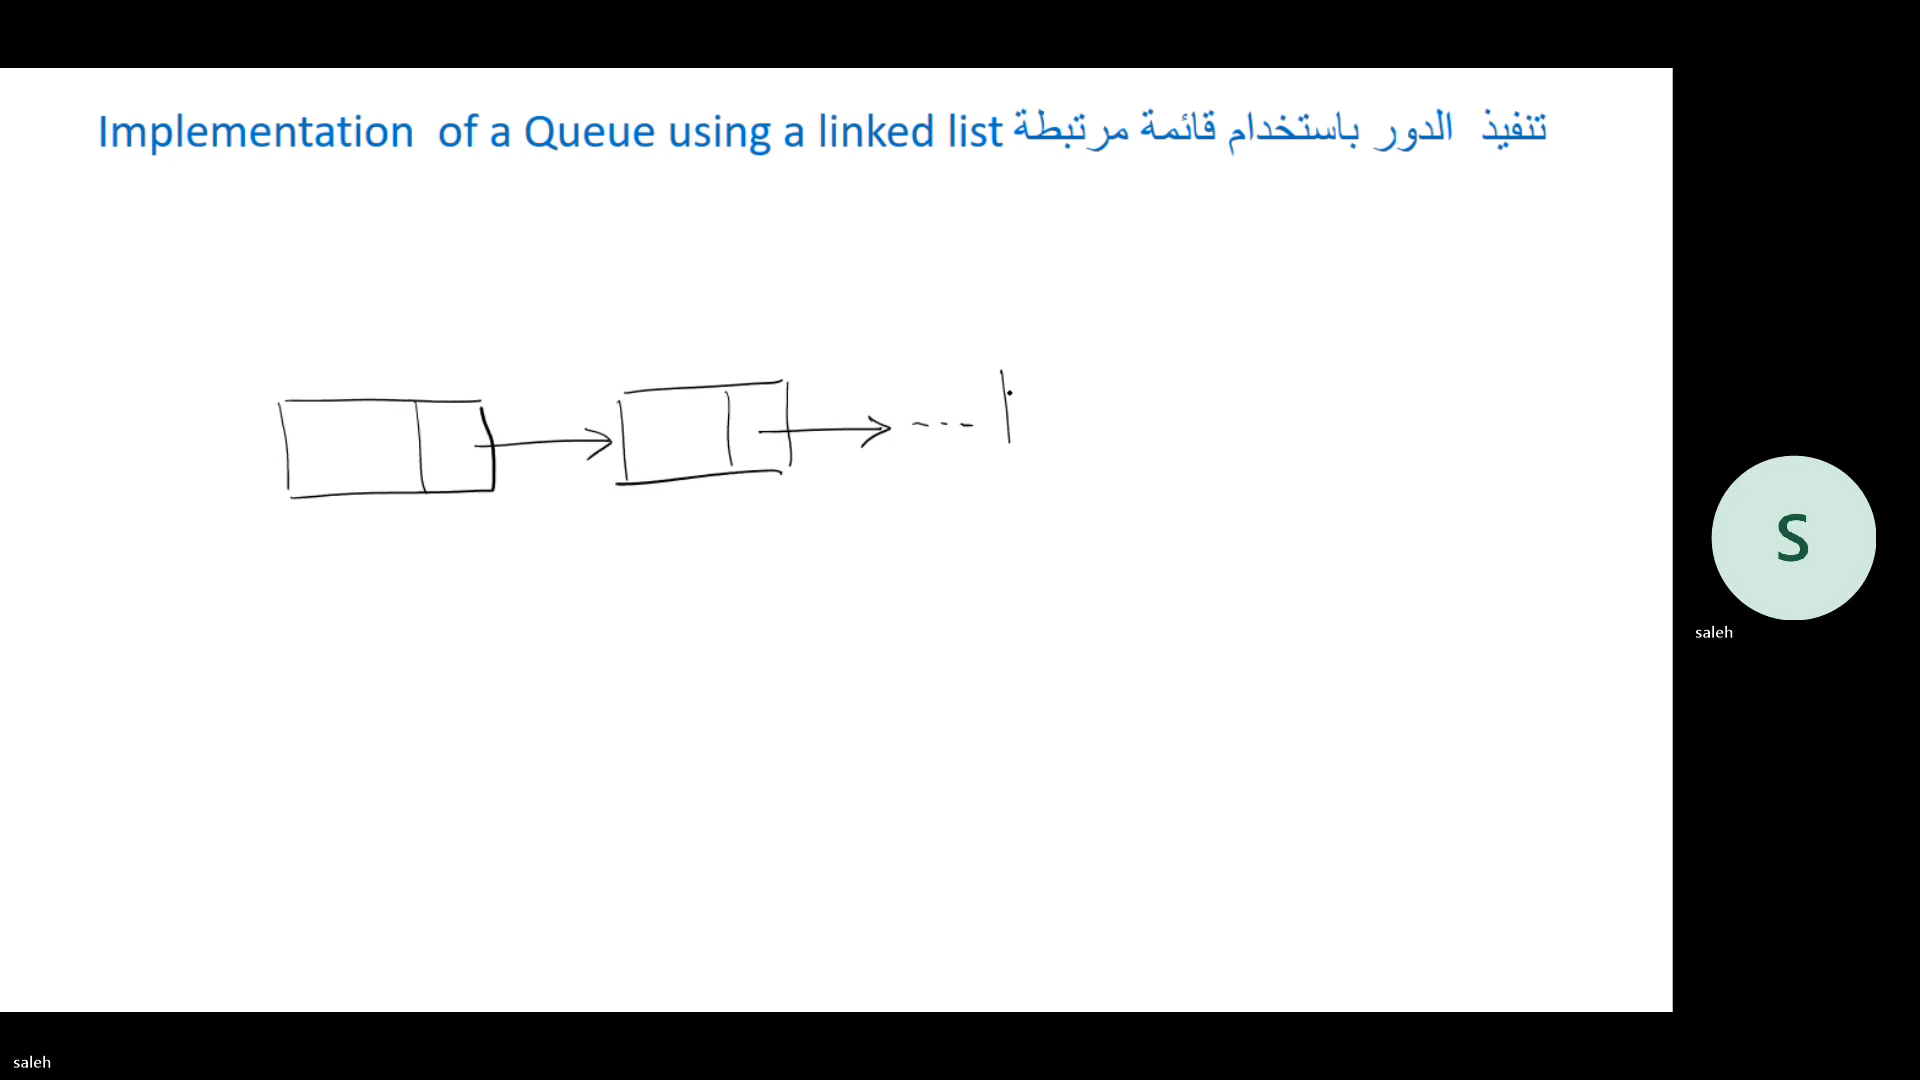 Implementation of a Queue using a linked list تنفيذ الدور باستخدام قائمة مرتبطة
S
saleh
saleh